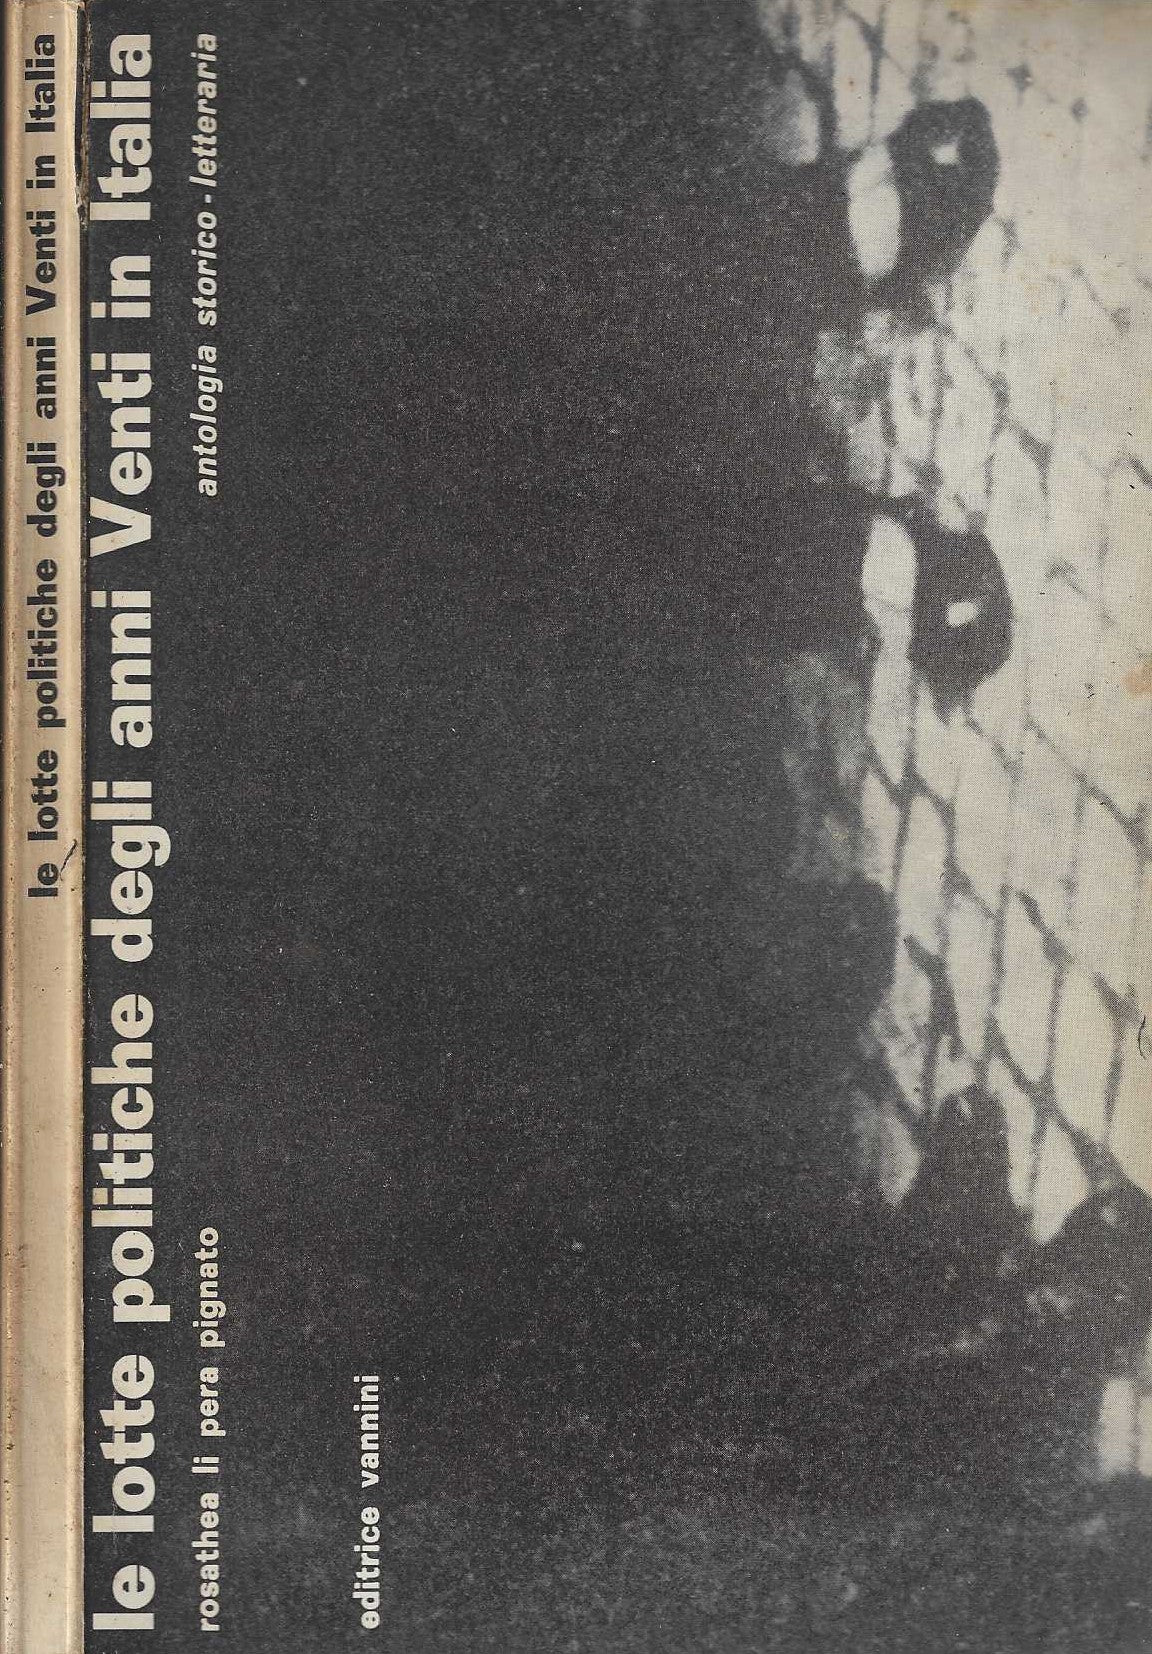 le lotte politiche degli anni Venti in Italia
le lotte politiche degli anni Venti in Italia
rosathea li pera pignato
antologia storico-letteraria
editrice vannini